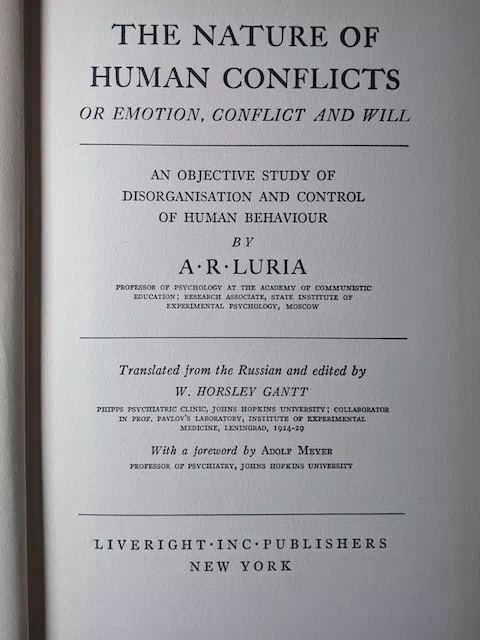 THE NATURE OF
HUMAN CONFLICTS
OR EMOTION, CONFLICT AND WILL
AN OBJECTIVE STUDY OF
DISORGANISATION AND CONTROL
OF HUMAN BEHAVIOUR
BY
A·R·LURIA
PROFESSOR OF PSYCHOLOGY AT THE ACADEMY OF COMMUNISTIC
EDUCATION; RESEARCH ASSOCIATE, STATE INSTITUTE OF
EXPERIMENTAL PSYCHOLOGY, MOSCOW
Translated from the Russian and edited by
W. HORSLEY GANTT
PHIPPS PSYCHIATRIC CLINIC, JOHNS HOPKINS UNIVERSITY; COLLABORATOR
IN PROF. PAVLOV'S LABORATORY, INSTITUTE OF EXPERIMENTAL
MEDICINE, LENINGRAD, 1924-29
With a foreword by ADOLF MEYER
PROFESSOR OF PSYCHIATRY, JOHNS HOPKINS UNIVERSITY
LIVERIGHT·INC·PUBLISHERS
NEW YORK